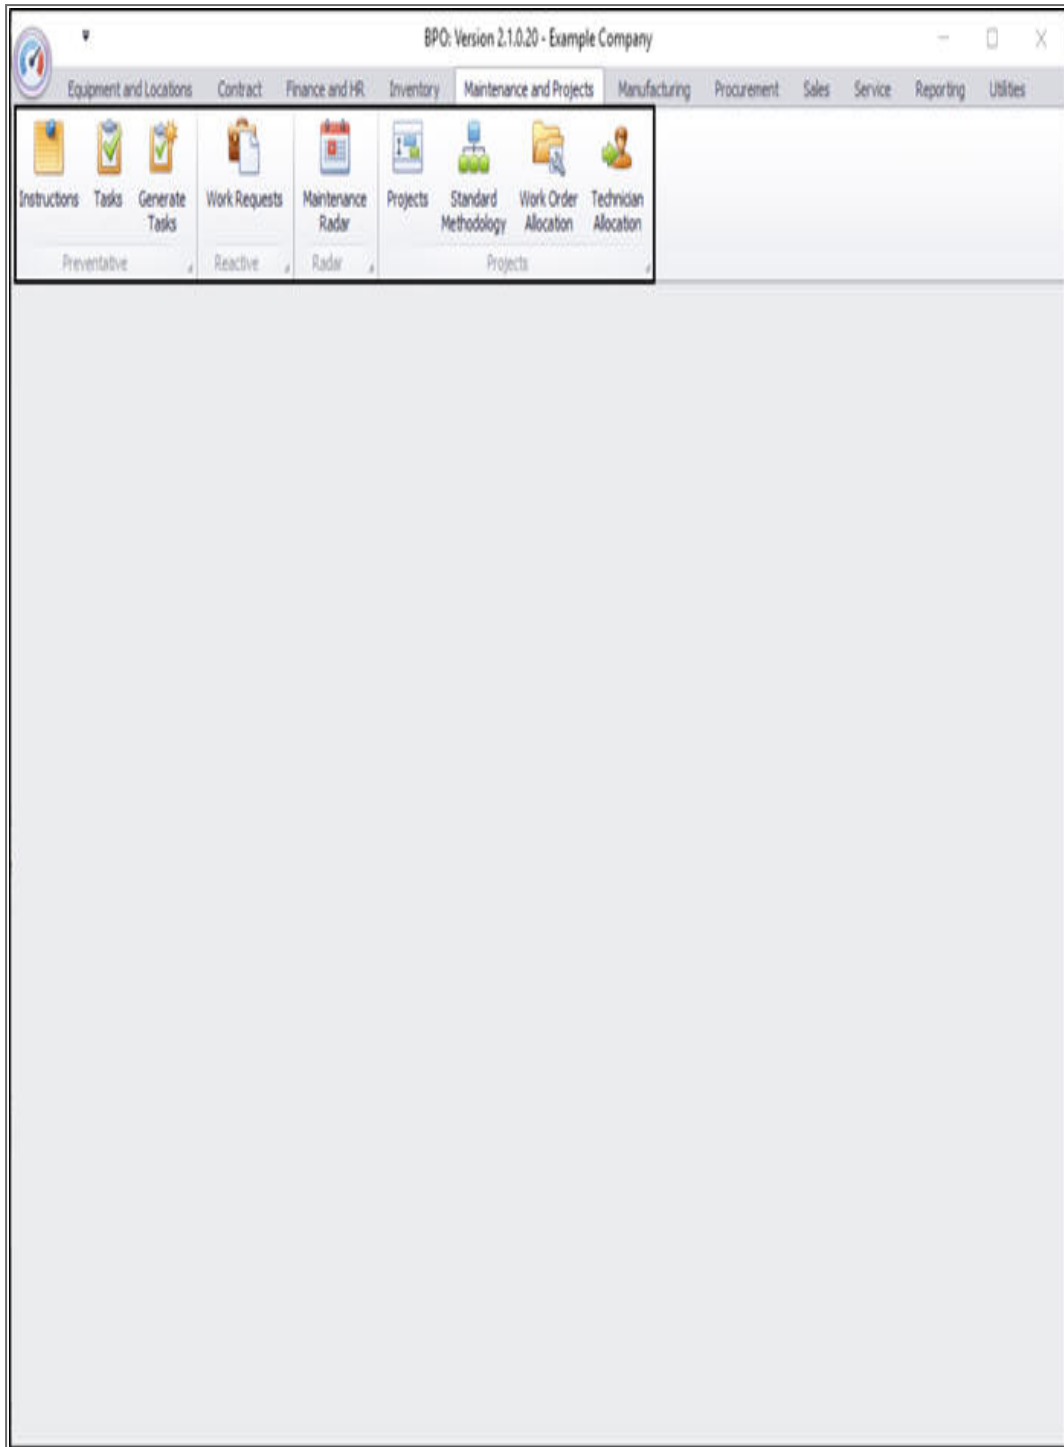 BPO: Version 2.1.0.20 - Example Company
Equipment and Locations Contract Finance and HR Inventory Maintenance and Projects Manufacturing Procurement Sales Service Reporting Utilities
Instructions Tasks Generate Tasks Work Requests Maintenance Radar Projects Standard Methodology Work Order Allocation Technician Allocation
Preventative Reactive Radar Projects